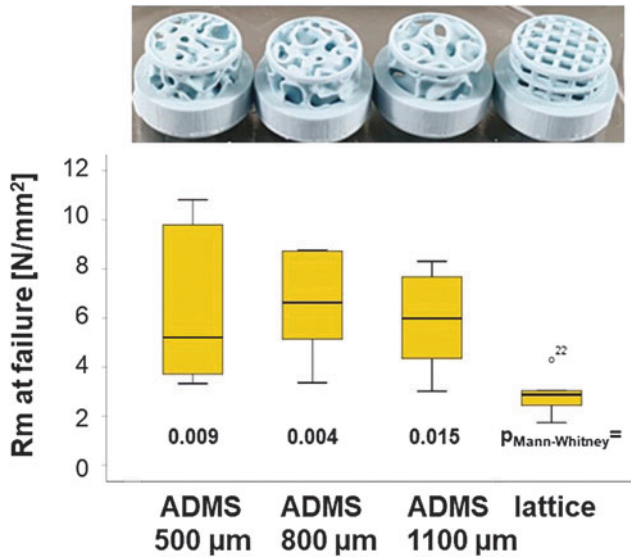 Rm at failure [N/mm²]
12
10
8
6
4
2
0
22
0.009 0.004 0.015 pMann-Whitney=
ADMS ADMS ADMS lattice
500 µm 800 µm 1100 µm